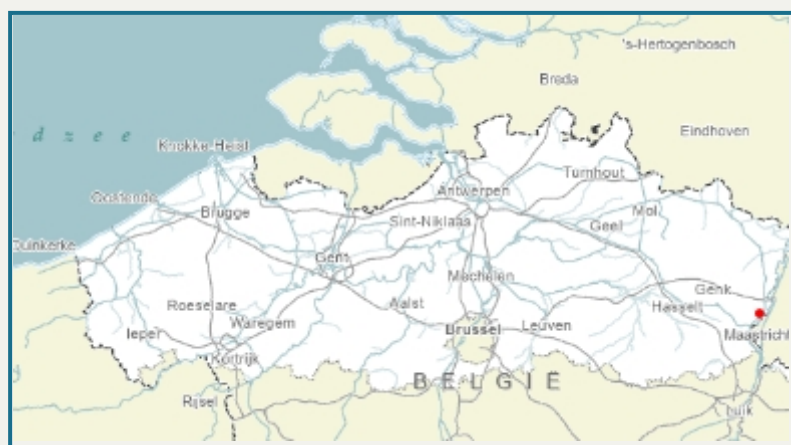 's-Hertogenbosch
Breda
d z e e
Eindhoven
Knokke-Heist
Turnhout
Antwerpen
Oostende
Mol
Brugge
Sint-Niklaas
Geel
Duinkerke
Gent
Mechelen
Genk
Roeselare
Aalst
Hasselt
Waregem
Brussel
Leuven
Ieper
Maastricht
Kortrijk
BELGIË
Rijsel
Luik